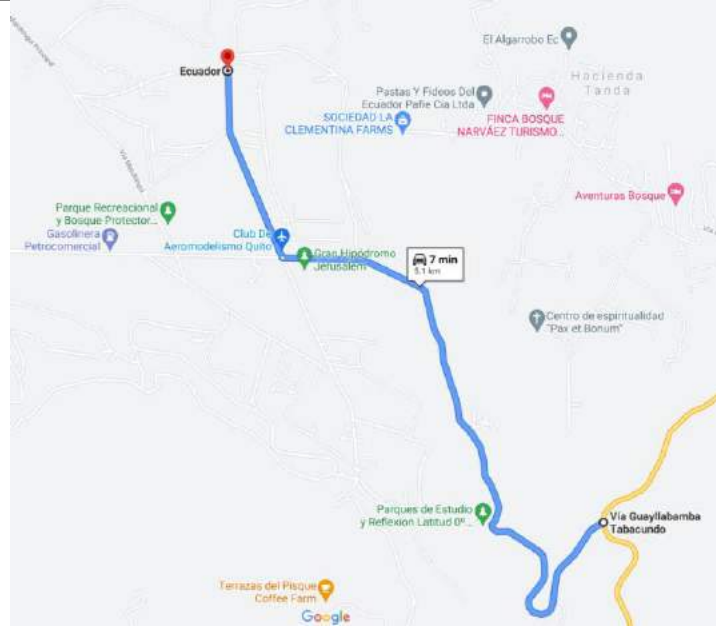 El Algarrobo Ec
Hacienda
Tanda
Ecuador
Pastas Y Fideos Del
Ecuador Pafie Cia Ltda
SOCIEDAD LA
CLEMENTINA FARMS
FINCA BOSQUE
NARVÁEZ TURISMO...
Aventuras Bosque
Parque Recreacional
y Bosque Protector...
Gasolinera
Petrocomercial
Club De
Aeromodelismo Quito
Gran Hipódromo
Jerusalem
7 min
5.1 km
Centro de espiritualidad
"Pax et Bonum"
Parques de Estudio
y Reflexion Latitud 0º...
Vía Guayllabamba
Tabacundo
Terrazas del Pisque
Coffee Farm
Google